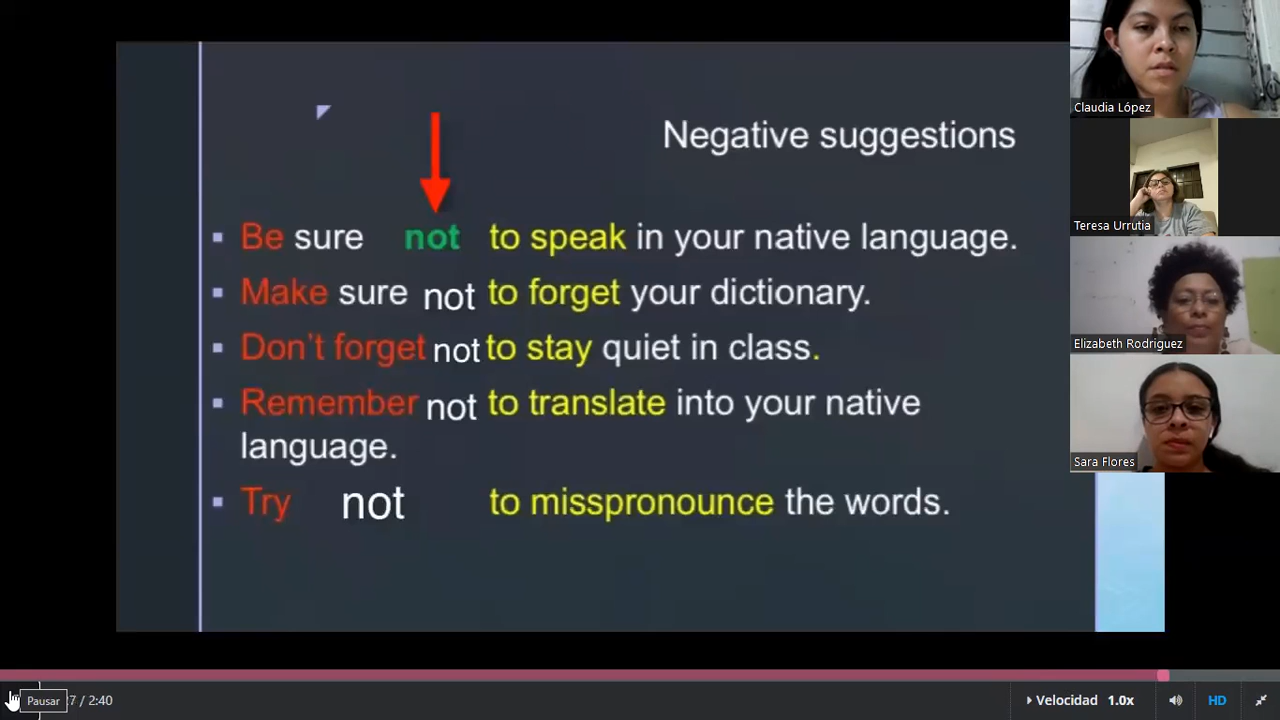 Negative suggestions
Be sure not to speak in your native language.
Make sure not to forget your dictionary.
Don't forget not to stay quiet in class.
Remember not to translate into your native
language.
Try not to misspronounce the words.
Claudia López
Teresa Urrutia
Elizabeth Rodriguez
Sara Flores
Pausar
27 / 2:40
Velocidad 1.0x
HD